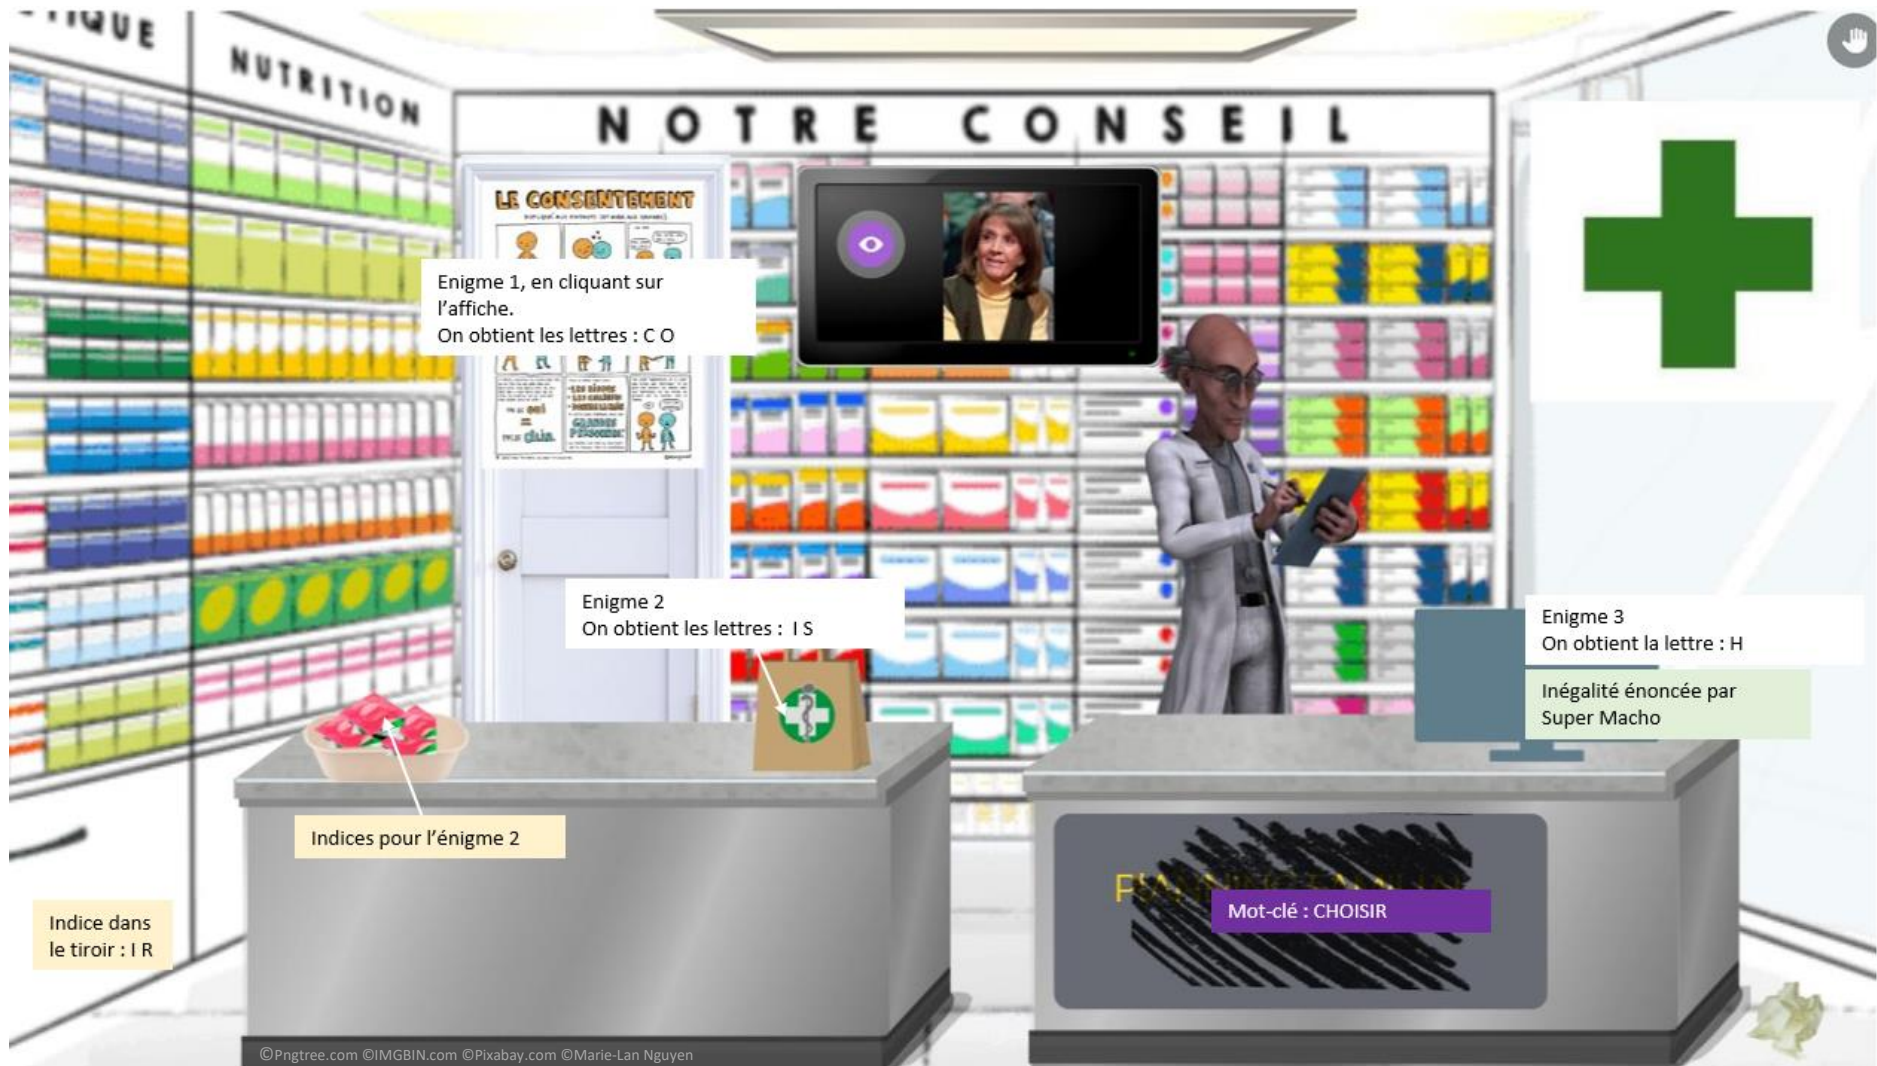 NUTRITION
NOTRE CONSEIL
LE CONSENTEMENT
Enigme 1, en cliquant sur
l’affiche.
On obtient les lettres : C O
Enigme 2
On obtient les lettres : I S
Enigme 3
On obtient la lettre : H
Inégalité énoncée par
Super Macho
Indices pour l’énigme 2
Indice dans
le tiroir : I R
Mot-clé : CHOISIR
©Pngtree.com ©IMGBIN.com ©Pixabay.com ©Marie-Lan Nguyen